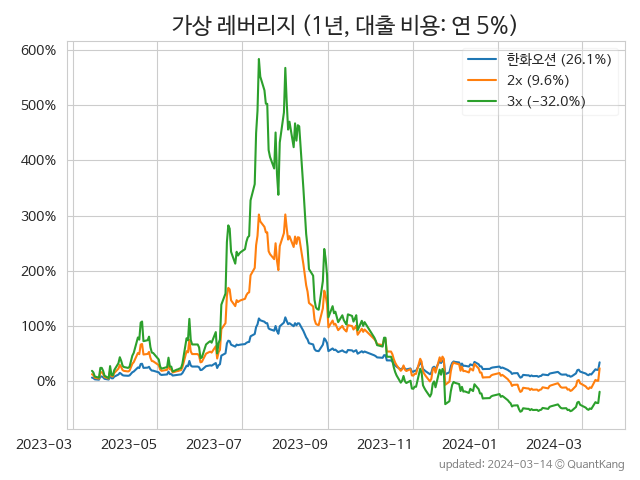 가상 레버리지 (1년, 대출 비용: 연 5%)
600%
500%
400%
300%
200%
100%
0%
한화오션 (26.1%)
2x (9.6%)
3x (−32.0%)
2023-03
2023-05
2023-07
2023-09
2023-11
2024-01
2024-03
updated: 2024-03-14 © QuantKang